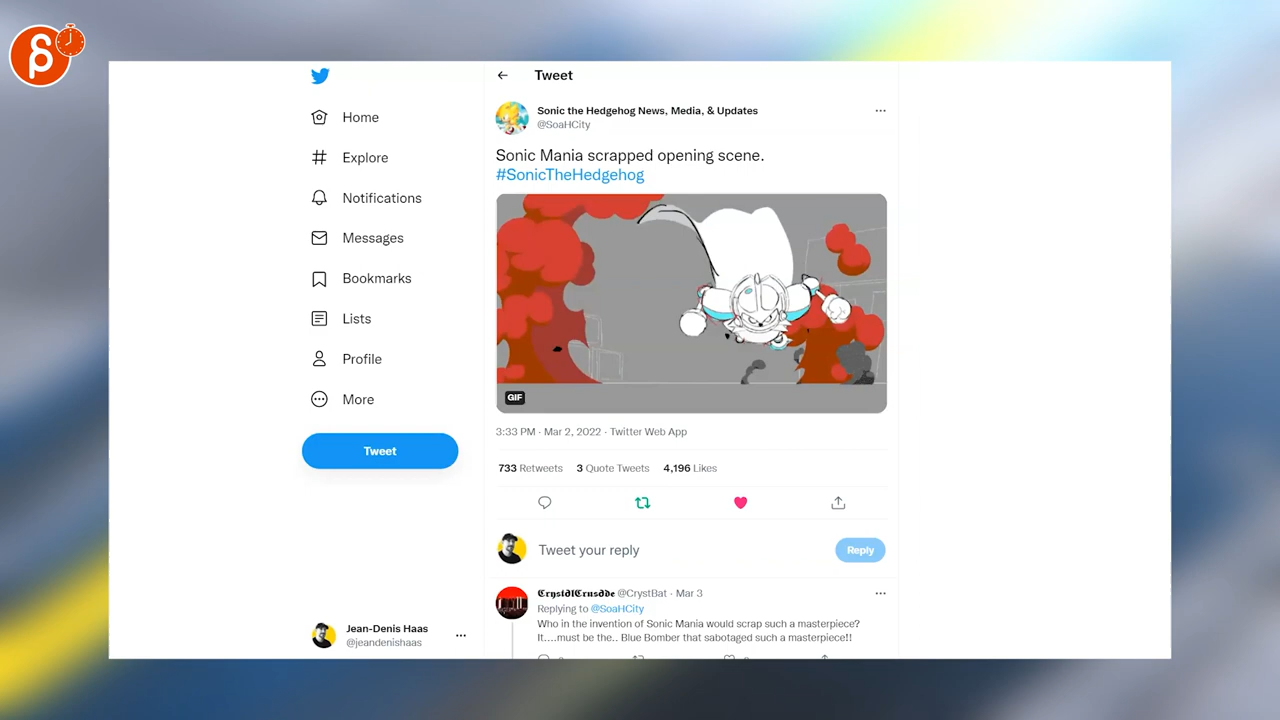 Home
Explore
Notifications
Messages
Bookmarks
Lists
Profile
More
Tweet
Jean-Denis Haas
@jeandenishaas
Tweet
Sonic the Hedgehog News, Media, & Updates
@SoaHCity
Sonic Mania scrapped opening scene.
#SonicTheHedgehog
GIF
3:33 PM · Mar 2, 2022 · Twitter Web App
733 Retweets 3 Quote Tweets 4,196 Likes
Tweet your reply
Reply
𝕮𝖗𝖞𝖘𝖙𝖆𝖑𝕮𝖗𝖚𝖘𝖆𝖉𝖊 @CrystBat · Mar 3
Replying to @SoaHCity
Who in the invention of Sonic Mania would scrap such a masterpiece?
It....must be the.. Blue Bomber that sabotaged such a masterpiece!!